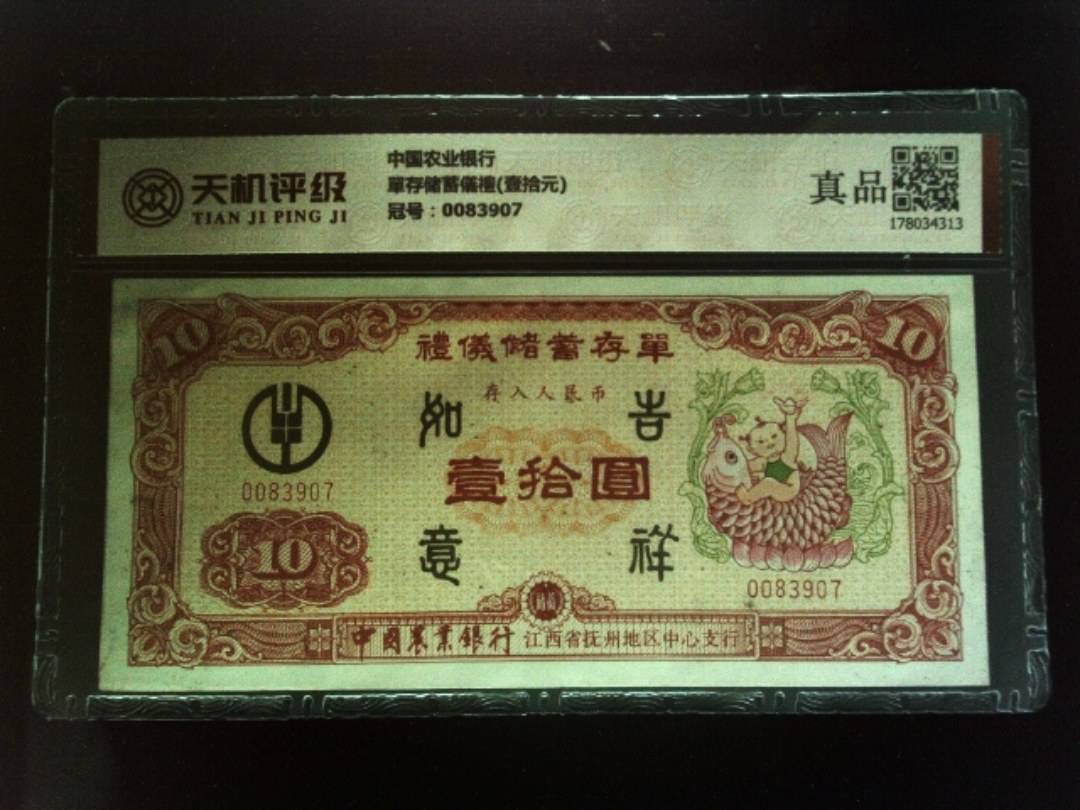 天机评级
TIAN JI PING JI
中国农业银行
單存储蓄儀禮(壹拾元)
冠号：0083907
真品
178034313
10
10
禮儀儲蓄存單
存入人民币
如
吉
0083907
壹拾圓
10
意
祥
0083907
中國農業銀行 江西省抚州地区中心支行